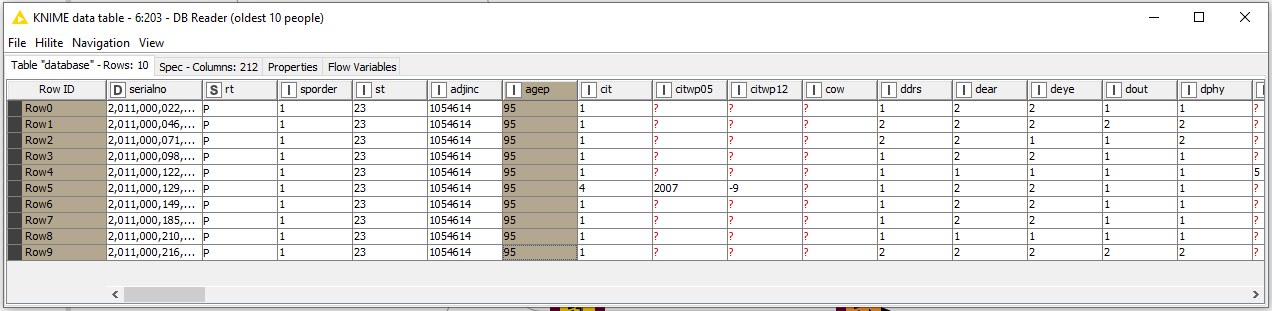 KNIME data table - 6:203 - DB Reader (oldest 10 people)
File Hilite Navigation View
Table "database" - Rows: 10 Spec - Columns: 212 Properties Flow Variables
Row ID D serialno S rt I sporder I st I adjinc I agep I cit I citwp05 I citwp12 I cow I ddrs I dear I deye I dout I dphy I
Row0 2,011,000,022,... P 1 23 1054614 95 1 ? ? ? 1 2 2 1 1 ?
Row1 2,011,000,046,... P 1 23 1054614 95 1 ? ? ? 2 2 2 2 2 ?
Row2 2,011,000,071,... P 1 23 1054614 95 1 ? ? ? 2 2 1 1 2 ?
Row3 2,011,000,098,... P 1 23 1054614 95 1 ? ? ? 1 2 2 1 1 ?
Row4 2,011,000,122,... P 1 23 1054614 95 1 ? ? ? 1 1 1 1 1 5
Row5 2,011,000,129,... P 1 23 1054614 95 4 2007 -9 ? 1 2 2 1 1 ?
Row6 2,011,000,149,... P 1 23 1054614 95 1 ? ? ? 1 2 2 1 1 ?
Row7 2,011,000,185,... P 1 23 1054614 95 1 ? ? ? 1 2 2 1 1 ?
Row8 2,011,000,210,... P 1 23 1054614 95 1 ? ? ? 1 1 1 1 1 ?
Row9 2,011,000,216,... P 1 23 1054614 95 1 ? ? ? 2 2 2 2 2 ?